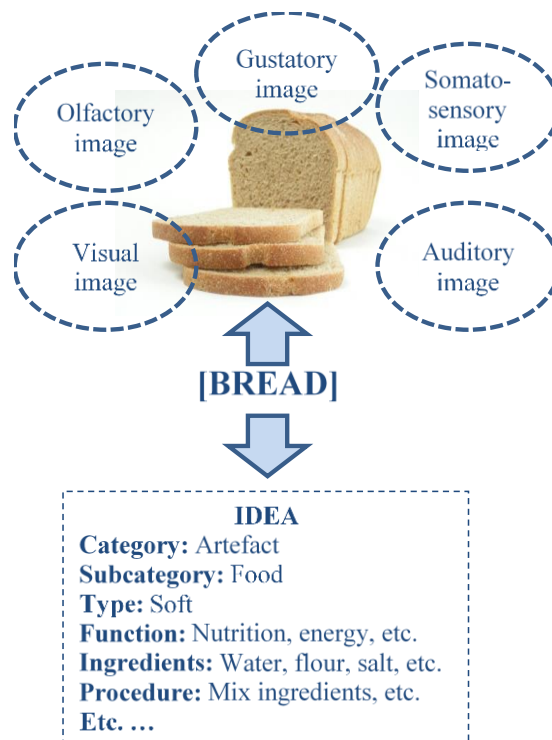 Gustatory
image
Somato-
sensory
image
Olfactory
image
Visual
image
Auditory
image
[BREAD]
IDEA
Category: Artefact
Subcategory: Food
Type: Soft
Function: Nutrition, energy, etc.
Ingredients: Water, flour, salt, etc.
Procedure: Mix ingredients, etc.
Etc. …